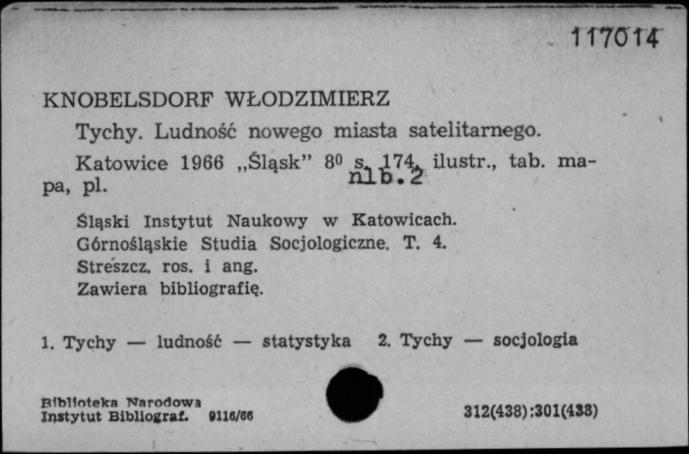 117014
KNOBELSDORF WŁODZIMIERZ
Tychy. Ludność nowego miasta satelitarnego.
Katowice 1966 „Śląsk” 8⁰ s. 174, ilustr., tab. ma-
nlb.2
pa, pl.
Śląski Instytut Naukowy w Katowicach.
Górnośląskie Studia Socjologiczne. T. 4.
Streszcz. ros. i ang.
Zawiera bibliografię.
1. Tychy — ludność — statystyka 2. Tychy — socjologia
Biblioteka Narodowa
Instytut Bibliograf. 9116/66
312(438):301(438)